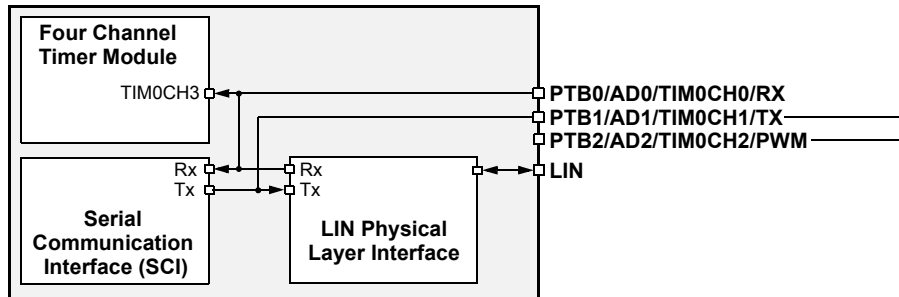 Four Channel
Timer Module
TIM0CH3
PTB0/AD0/TIM0CH0/RX
PTB1/AD1/TIM0CH1/TX
PTB2/AD2/TIM0CH2/PWM
LIN
Rx
Tx
Serial
Communication
Interface (SCI)
Rx
Tx
LIN Physical
Layer Interface